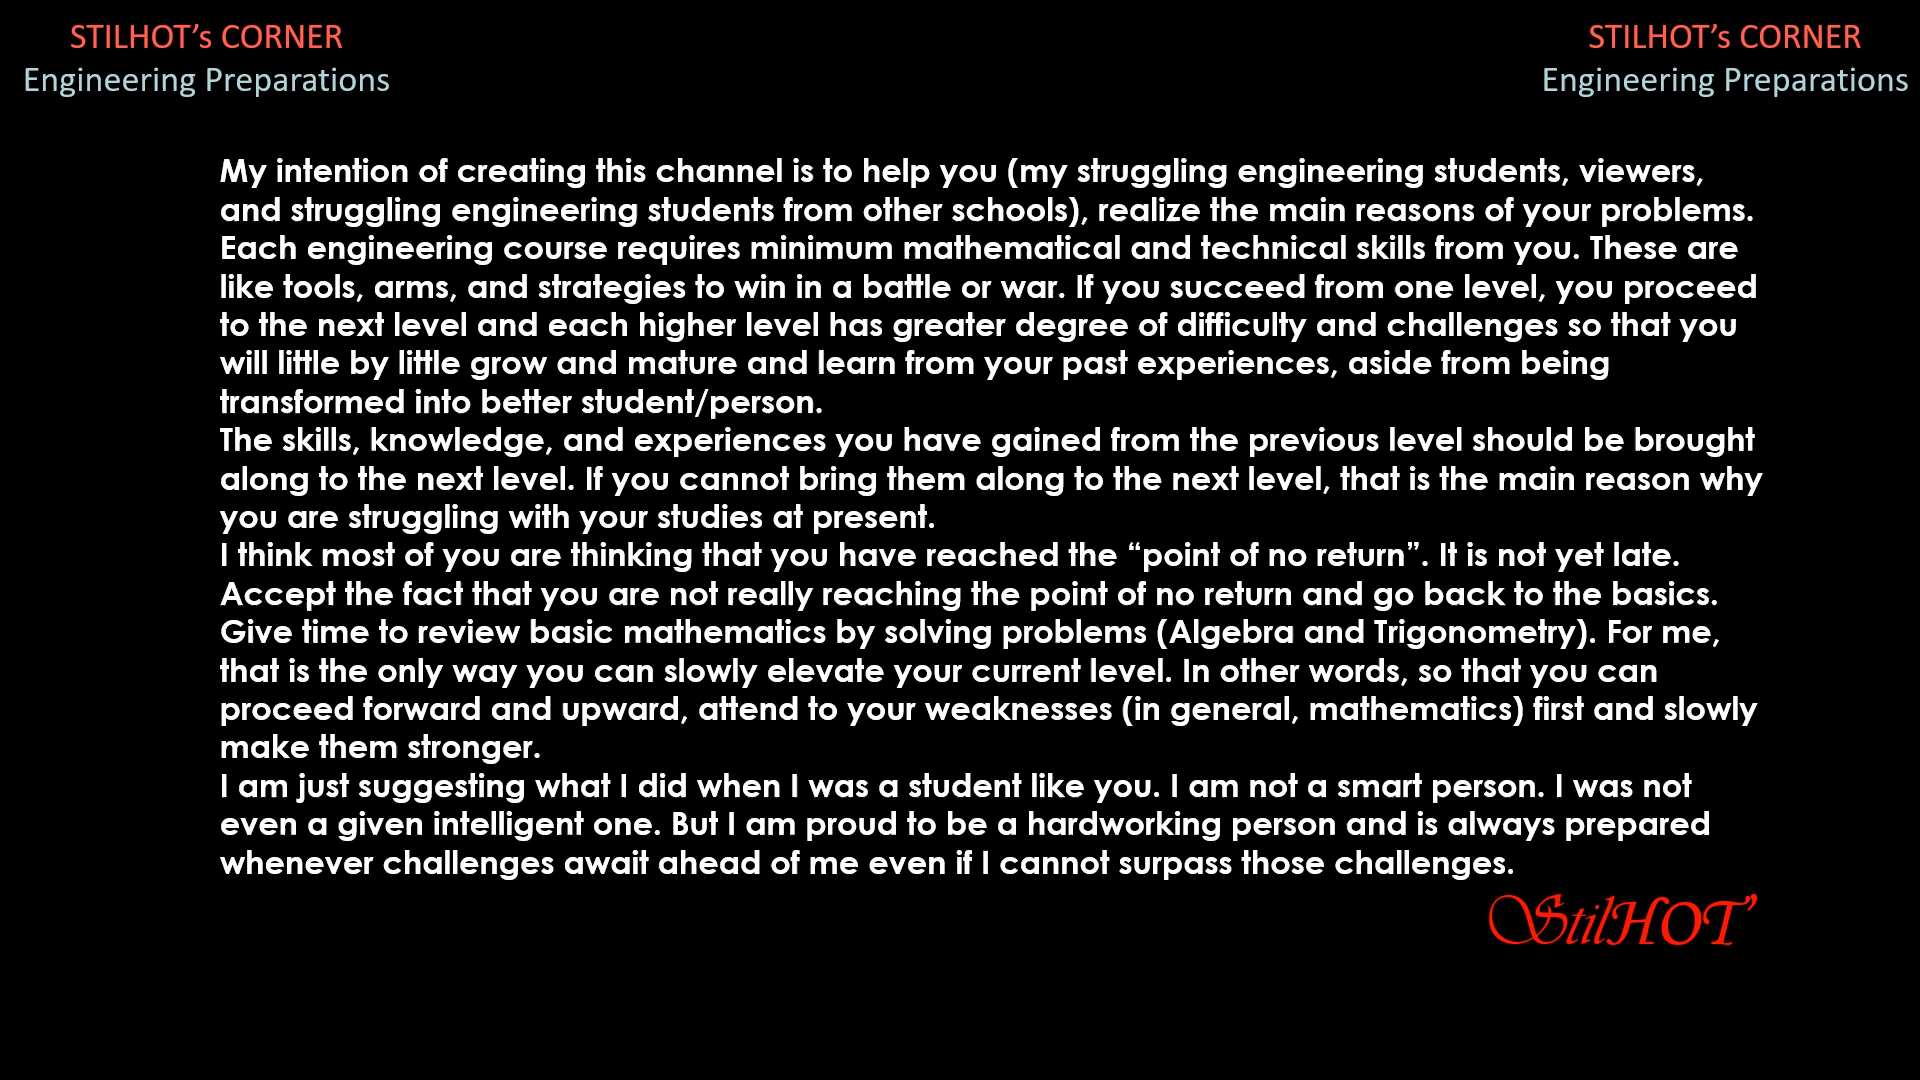 STILHOT’s CORNER
Engineering Preparations
STILHOT’s CORNER
Engineering Preparations
My intention of creating this channel is to help you (my struggling engineering students, viewers,
and struggling engineering students from other schools), realize the main reasons of your problems.
Each engineering course requires minimum mathematical and technical skills from you. These are
like tools, arms, and strategies to win in a battle or war. If you succeed from one level, you proceed
to the next level and each higher level has greater degree of difficulty and challenges so that you
will little by little grow and mature and learn from your past experiences, aside from being
transformed into better student/person.
The skills, knowledge, and experiences you have gained from the previous level should be brought
along to the next level. If you cannot bring them along to the next level, that is the main reason why
you are struggling with your studies at present.
I think most of you are thinking that you have reached the “point of no return”. It is not yet late.
Accept the fact that you are not really reaching the point of no return and go back to the basics.
Give time to review basic mathematics by solving problems (Algebra and Trigonometry). For me,
that is the only way you can slowly elevate your current level. In other words, so that you can
proceed forward and upward, attend to your weaknesses (in general, mathematics) first and slowly
make them stronger.
I am just suggesting what I did when I was a student like you. I am not a smart person. I was not
even a given intelligent one. But I am proud to be a hardworking person and is always prepared
whenever challenges await ahead of me even if I cannot surpass those challenges.
StilHOT’